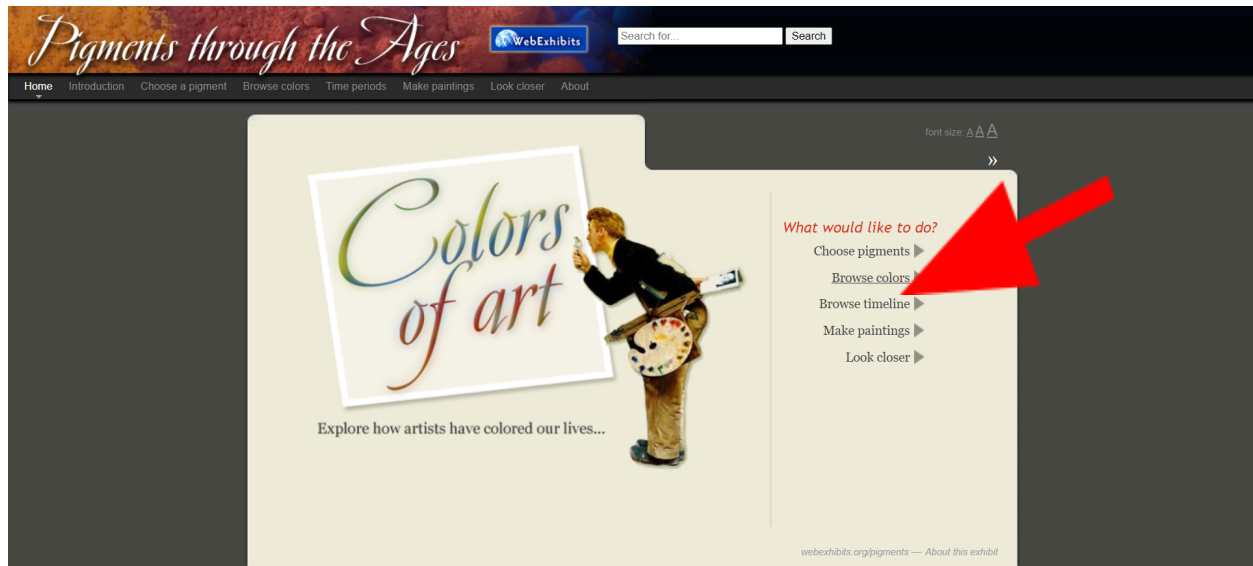 Pigments through the Ages
WebExhibits
Search for...
Search
Home Introduction Choose a pigment Browse colors Time periods Make paintings Look closer About
font size: A A A
»
Colors
of art
What would like to do?
Choose pigments
Browse colors
Browse timeline
Make paintings
Look closer
Explore how artists have colored our lives...
webexhibits.org/pigments — About this exhibit